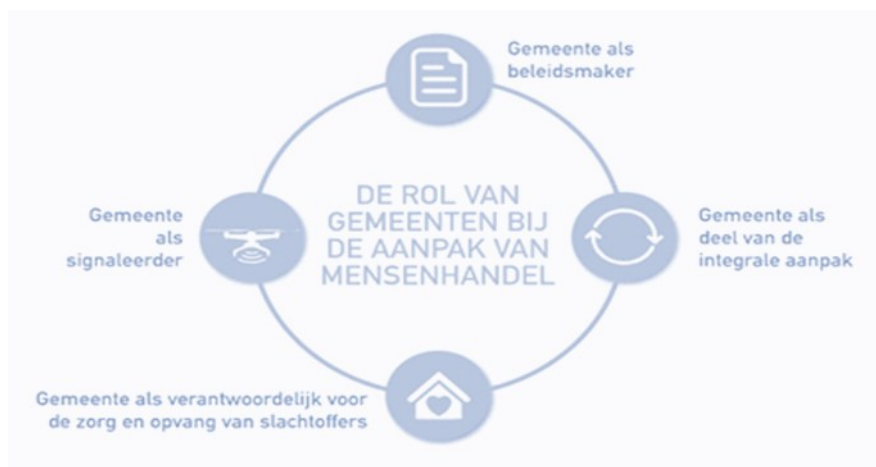 Gemeente als
beleidsmaker
DE ROL VAN
GEMEENTEN BIJ
DE AANPAK VAN
MENSENHANDEL
Gemeente
als
signaleerder
Gemeente als
deel van de
integrale aanpak
Gemeente als verantwoordelijk voor
de zorg en opvang van slachtoffers